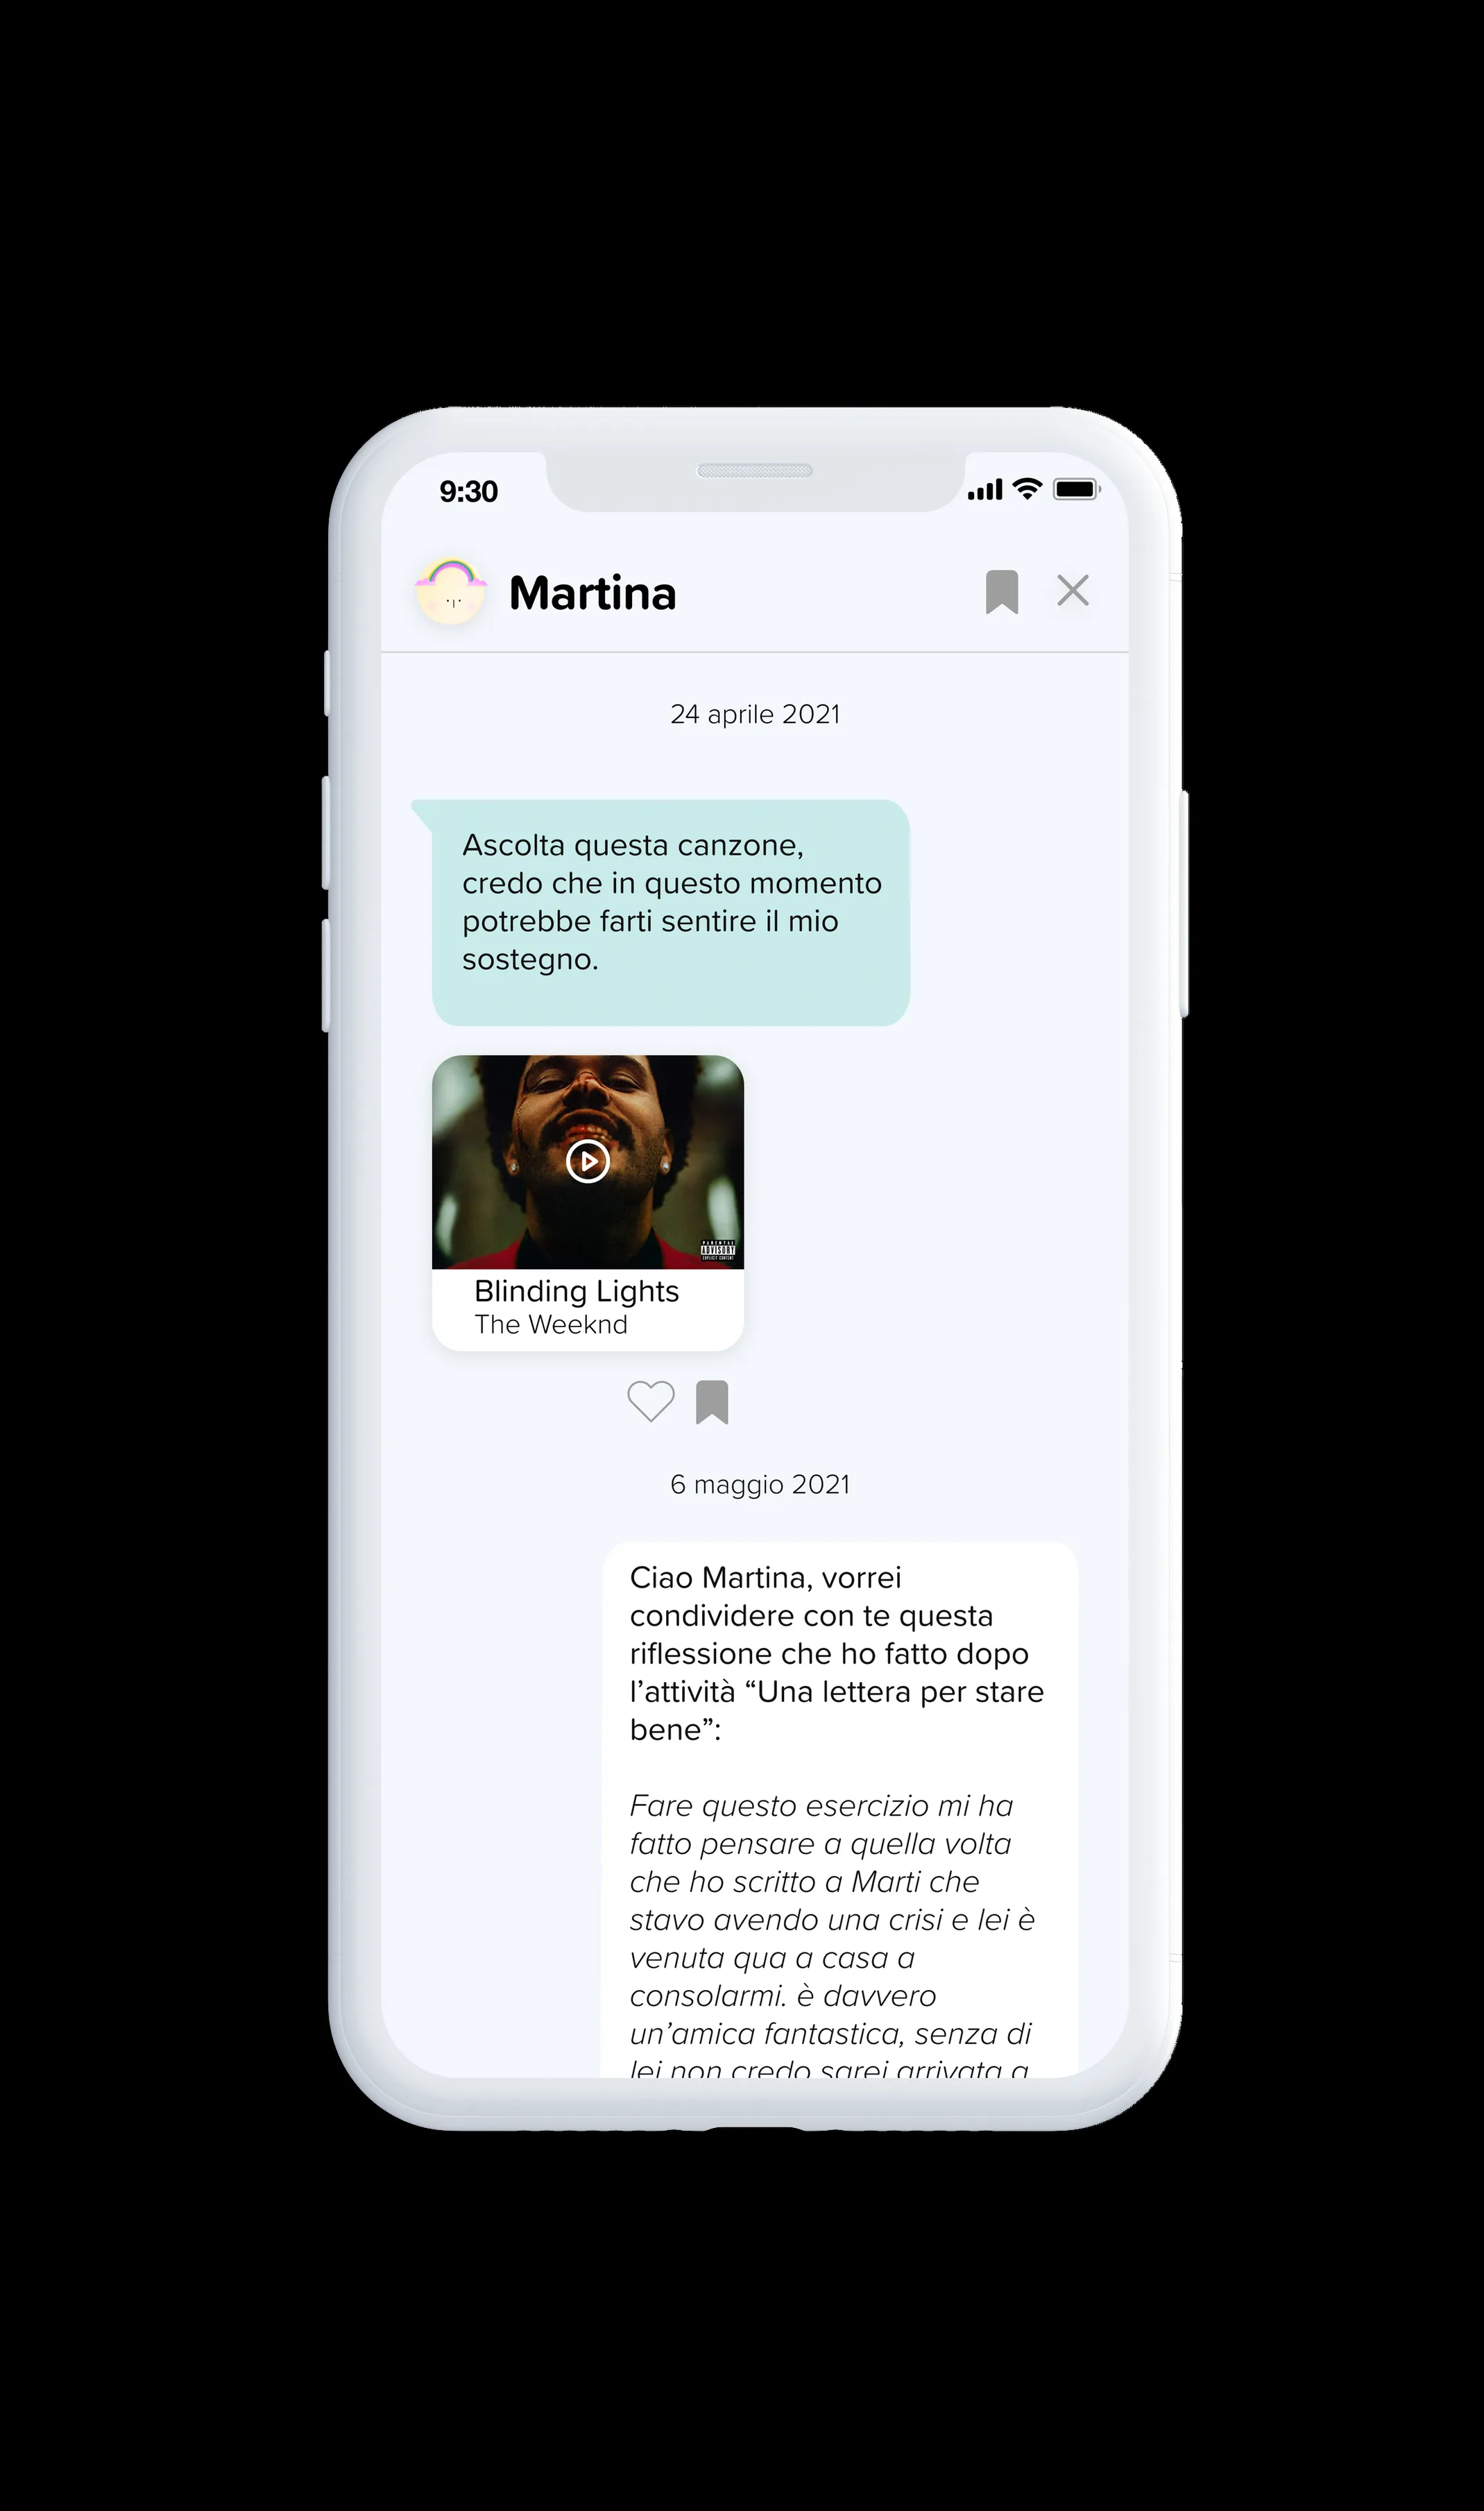 9:30
Martina
24 aprile 2021
Ascolta questa canzone,
credo che in questo momento
potrebbe farti sentire il mio
sostegno.
PARENTAL
ADVISORY
EXPLICIT CONTENT
Blinding Lights
The Weeknd
6 maggio 2021
Ciao Martina, vorrei
condividere con te questa
riflessione che ho fatto dopo
l’attività “Una lettera per stare
bene”:
Fare questo esercizio mi ha
fatto pensare a quella volta
che ho scritto a Marti che
stavo avendo una crisi e lei è
venuta qua a casa a
consolarmi. è davvero
un’amica fantastica, senza di
lei non credo sarei arrivata a